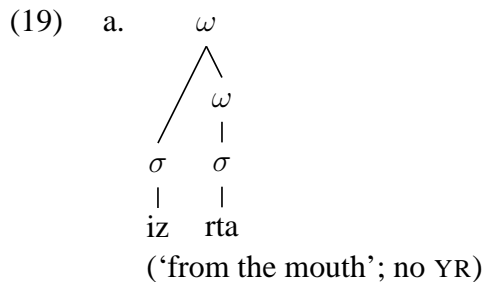 (19) a. ω
ω
σ σ
iz rta
(‘from the mouth’; no YR)